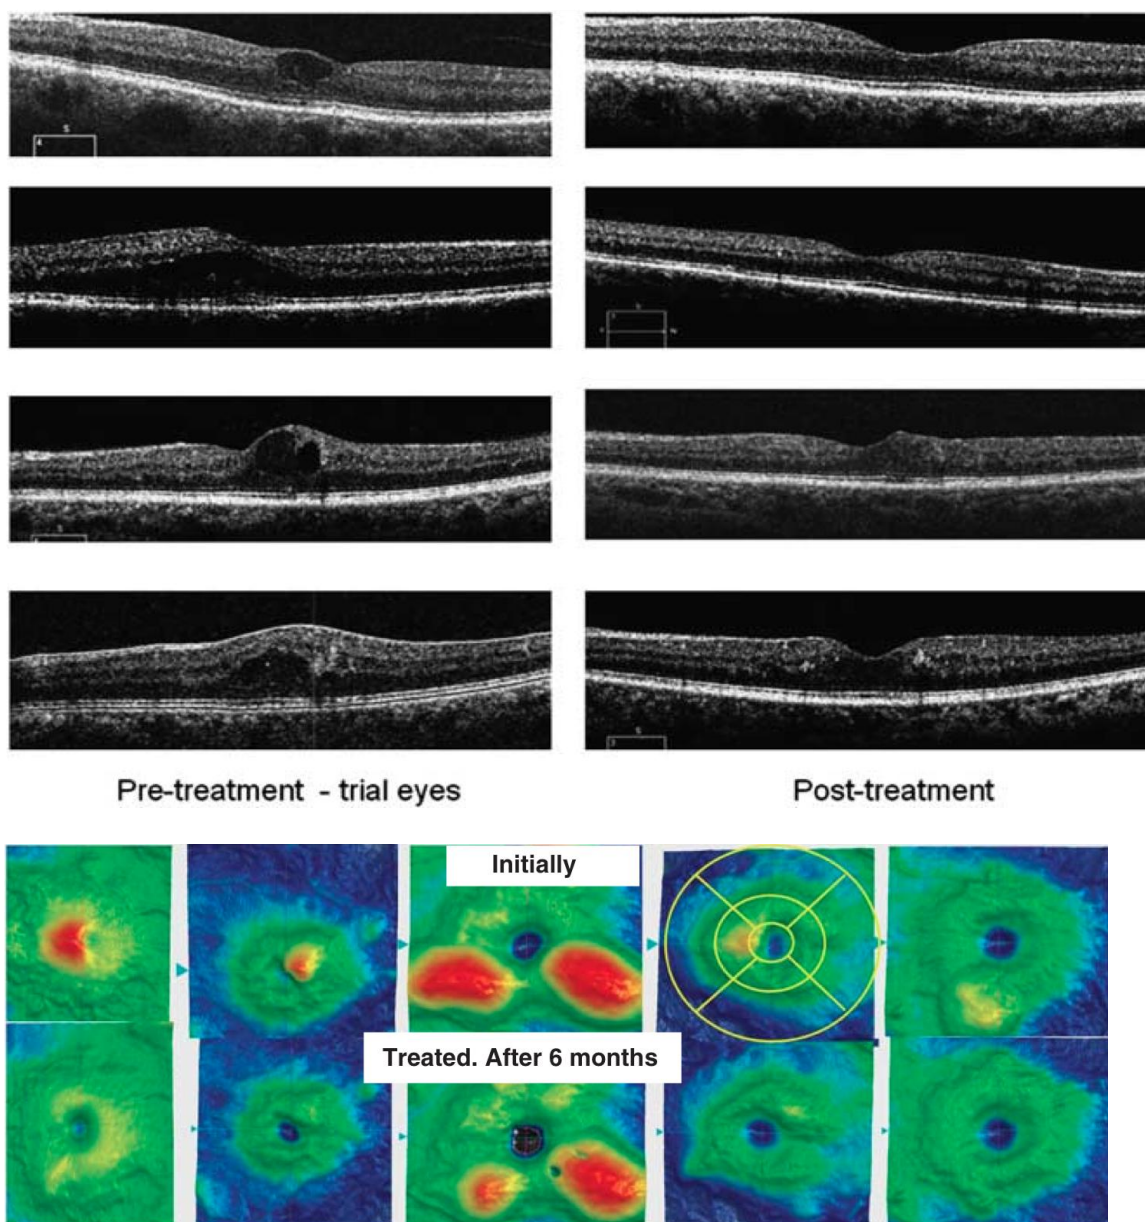 Pre-treatment - trial eyes
Post-treatment
Initially
Treated. After 6 months